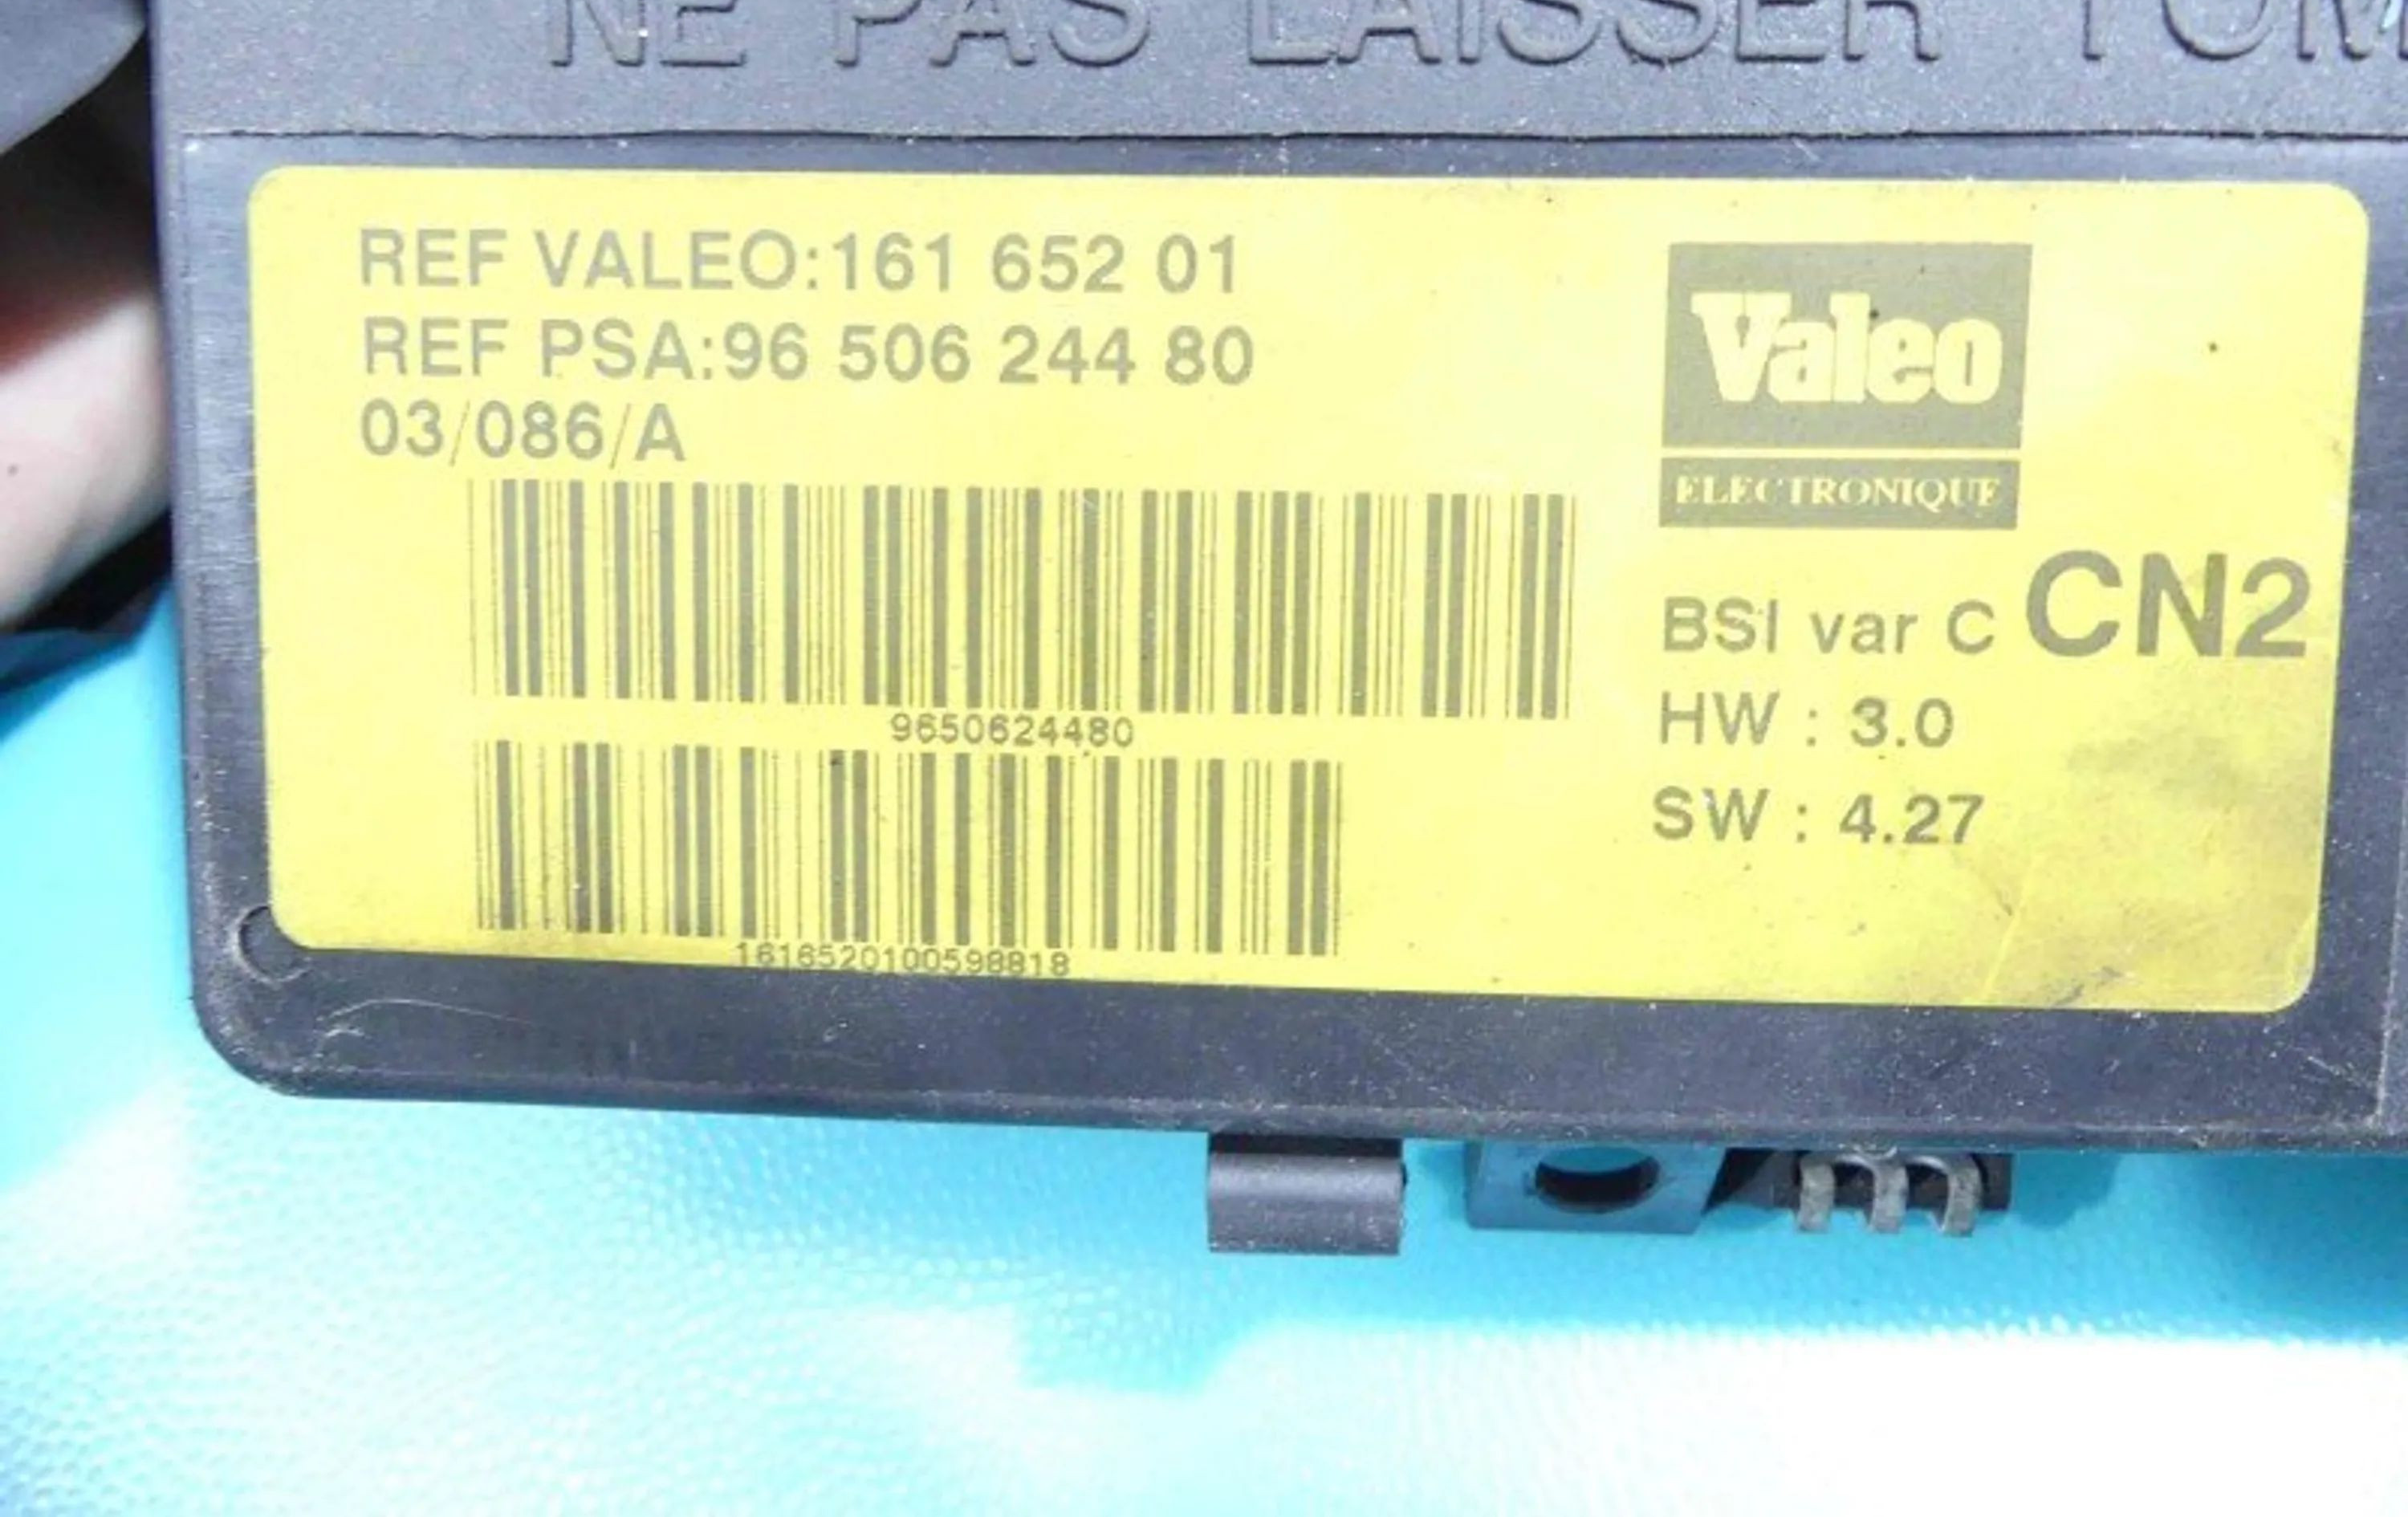 NE PAS LAISSER TOM
REF VALEO:161 652 01
REF PSA:96 506 244 80
03/086/A
9650624480
1616520100598818
Valeo
ELECTRONIQUE
BSI var C CN2
HW : 3.0
SW : 4.27